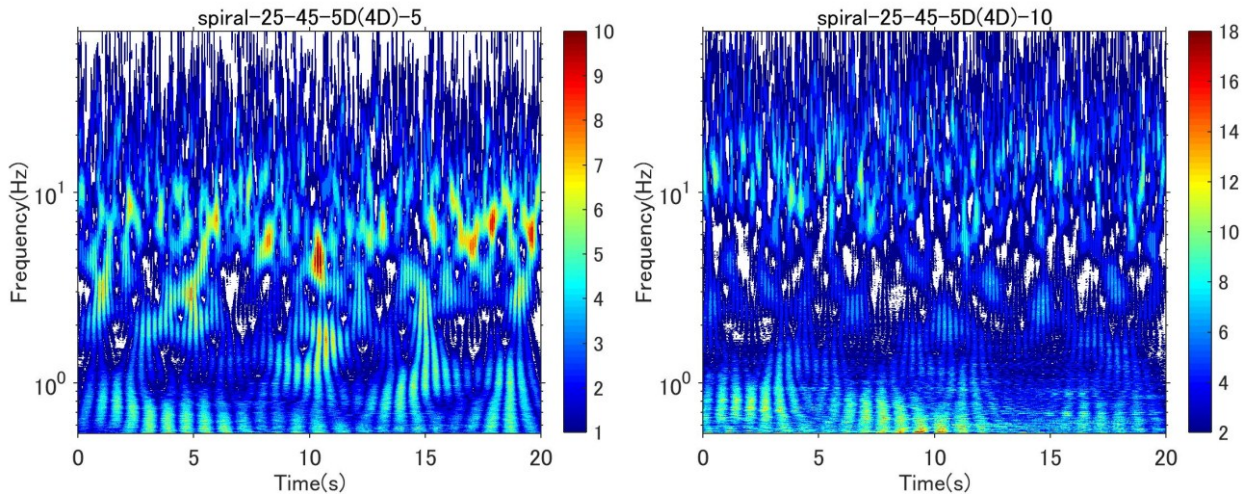 spiral-25-45-5D(4D)-5
Frequency(Hz)
10¹
10⁰
0 5 10 15 20
Time(s)
10
9
8
7
6
5
4
3
2
1
spiral-25-45-5D(4D)-10
Frequency(Hz)
10¹
10⁰
0 5 10 15 20
Time(s)
18
16
14
12
10
8
6
4
2